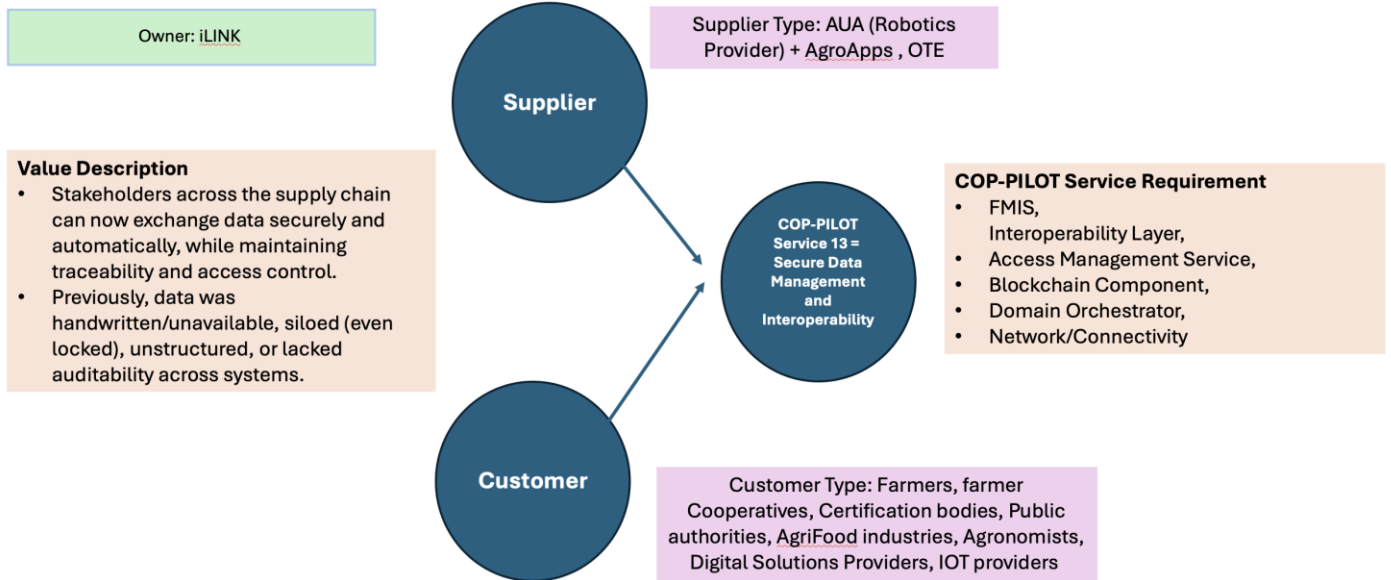 Owner: iLINK
Supplier Type: AUA (Robotics
Provider) + AgroApps , OTE
Supplier
Value Description
• Stakeholders across the supply chain
can now exchange data securely and
automatically, while maintaining
traceability and access control.
• Previously, data was
handwritten/unavailable, siloed (even
locked), unstructured, or lacked
auditability across systems.
COP-PILOT
Service 13 =
Secure Data
Management
and
Interoperability
COP-PILOT Service Requirement
• FMIS,
Interoperability Layer,
• Access Management Service,
• Blockchain Component,
• Domain Orchestrator,
• Network/Connectivity
Customer
Customer Type: Farmers, farmer
Cooperatives, Certification bodies, Public
authorities, AgriFood industries, Agronomists,
Digital Solutions Providers, IOT providers